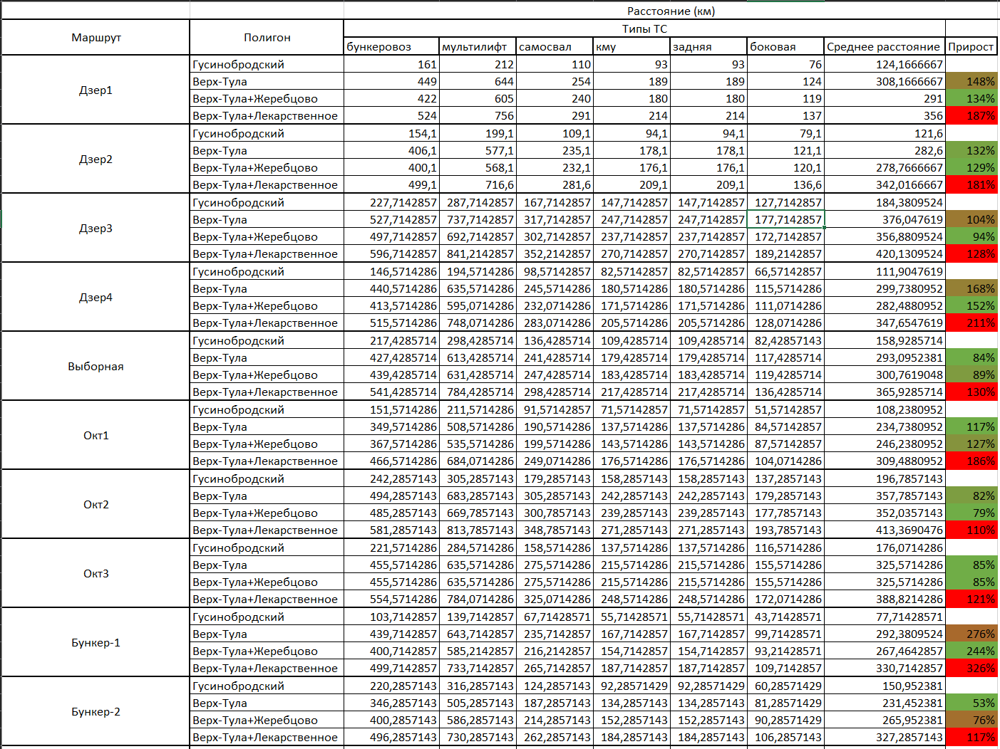 Расстояние (км)
Маршрут Полигон Типы ТС
бункеровоз мультилифт самосвал кму задняя боковая Среднее расстояние Прирост
Дзер1
Гусинобродский 161 212 110 93 93 76 124,1666667
Верх-Тула 449 644 254 189 189 124 308,1666667 148%
Верх-Тула+Жеребцово 422 605 240 180 180 119 291 134%
Верх-Тула+Лекарственное 524 756 291 214 214 137 356 187%
Дзер2
Гусинобродский 154,1 199,1 109,1 94,1 94,1 79,1 121,6
Верх-Тула 406,1 577,1 235,1 178,1 178,1 121,1 282,6 132%
Верх-Тула+Жеребцово 400,1 568,1 232,1 176,1 176,1 120,1 278,7666667 129%
Верх-Тула+Лекарственное 499,1 716,6 281,6 209,1 209,1 136,6 342,0166667 181%
Дзер3
Гусинобродский 227,7142857 287,7142857 167,7142857 147,7142857 147,7142857 127,7142857 184,3809524
Верх-Тула 527,7142857 737,7142857 317,7142857 247,7142857 247,7142857 177,7142857 376,047619 104%
Верх-Тула+Жеребцово 497,7142857 692,7142857 302,7142857 237,7142857 237,7142857 172,7142857 356,8809524 94%
Верх-Тула+Лекарственное 596,7142857 841,2142857 352,2142857 270,7142857 270,7142857 189,2142857 420,1309524 128%
Дзер4
Гусинобродский 146,5714286 194,5714286 98,57142857 82,57142857 82,57142857 66,57142857 111,9047619
Верх-Тула 440,5714286 635,5714286 245,5714286 180,5714286 180,5714286 115,5714286 299,7380952 168%
Верх-Тула+Жеребцово 413,5714286 595,0714286 232,0714286 171,5714286 171,5714286 111,0714286 282,4880952 152%
Верх-Тула+Лекарственное 515,5714286 748,0714286 283,0714286 205,5714286 205,5714286 128,0714286 347,6547619 211%
Выборная
Гусинобродский 217,4285714 298,4285714 136,4285714 109,4285714 109,4285714 82,42857143 158,9285714
Верх-Тула 427,4285714 613,4285714 241,4285714 179,4285714 179,4285714 117,4285714 293,0952381 84%
Верх-Тула+Жеребцово 439,4285714 631,4285714 247,4285714 183,4285714 183,4285714 119,4285714 300,7619048 89%
Верх-Тула+Лекарственное 541,4285714 784,4285714 298,4285714 217,4285714 217,4285714 136,4285714 365,9285714 130%
Окт1
Гусинобродский 151,5714286 211,5714286 91,57142857 71,57142857 71,57142857 51,57142857 108,2380952
Верх-Тула 349,5714286 508,5714286 190,5714286 137,5714286 137,5714286 84,57142857 234,7380952 117%
Верх-Тула+Жеребцово 367,5714286 535,5714286 199,5714286 143,5714286 143,5714286 87,57142857 246,2380952 127%
Верх-Тула+Лекарственное 466,5714286 684,0714286 249,0714286 176,5714286 176,5714286 104,0714286 309,4880952 186%
Окт2
Гусинобродский 242,2857143 305,2857143 179,2857143 158,2857143 158,2857143 137,2857143 196,7857143
Верх-Тула 494,2857143 683,2857143 305,2857143 242,2857143 242,2857143 179,2857143 357,7857143 82%
Верх-Тула+Жеребцово 485,2857143 669,7857143 300,7857143 239,2857143 239,2857143 177,7857143 352,0357143 79%
Верх-Тула+Лекарственное 581,2857143 813,7857143 348,7857143 271,2857143 271,2857143 193,7857143 413,3690476 110%
Окт3
Гусинобродский 221,5714286 284,5714286 158,5714286 137,5714286 137,5714286 116,5714286 176,0714286
Верх-Тула 455,5714286 635,5714286 275,5714286 215,5714286 215,5714286 155,5714286 325,5714286 85%
Верх-Тула+Жеребцово 455,5714286 635,5714286 275,5714286 215,5714286 215,5714286 155,5714286 325,5714286 85%
Верх-Тула+Лекарственное 554,5714286 784,0714286 325,0714286 248,5714286 248,5714286 172,0714286 388,8214286 121%
Бункер-1
Гусинобродский 103,7142857 139,7142857 67,71428571 55,71428571 55,71428571 43,71428571 77,71428571
Верх-Тула 439,7142857 643,7142857 235,7142857 167,7142857 167,7142857 99,71428571 292,3809524 276%
Верх-Тула+Жеребцово 400,7142857 585,2142857 216,2142857 154,7142857 154,7142857 93,21428571 267,4642857 244%
Верх-Тула+Лекарственное 499,7142857 733,7142857 265,7142857 187,7142857 187,7142857 109,7142857 330,7142857 326%
Бункер-2
Гусинобродский 220,2857143 316,2857143 124,2857143 92,28571429 92,28571429 60,28571429 150,952381
Верх-Тула 346,2857143 505,2857143 187,2857143 134,2857143 134,2857143 81,28571429 231,452381 53%
Верх-Тула+Жеребцово 400,2857143 586,2857143 214,2857143 152,2857143 152,2857143 90,28571429 265,952381 76%
Верх-Тула+Лекарственное 496,2857143 730,2857143 262,2857143 184,2857143 184,2857143 106,2857143 327,2857143 117%